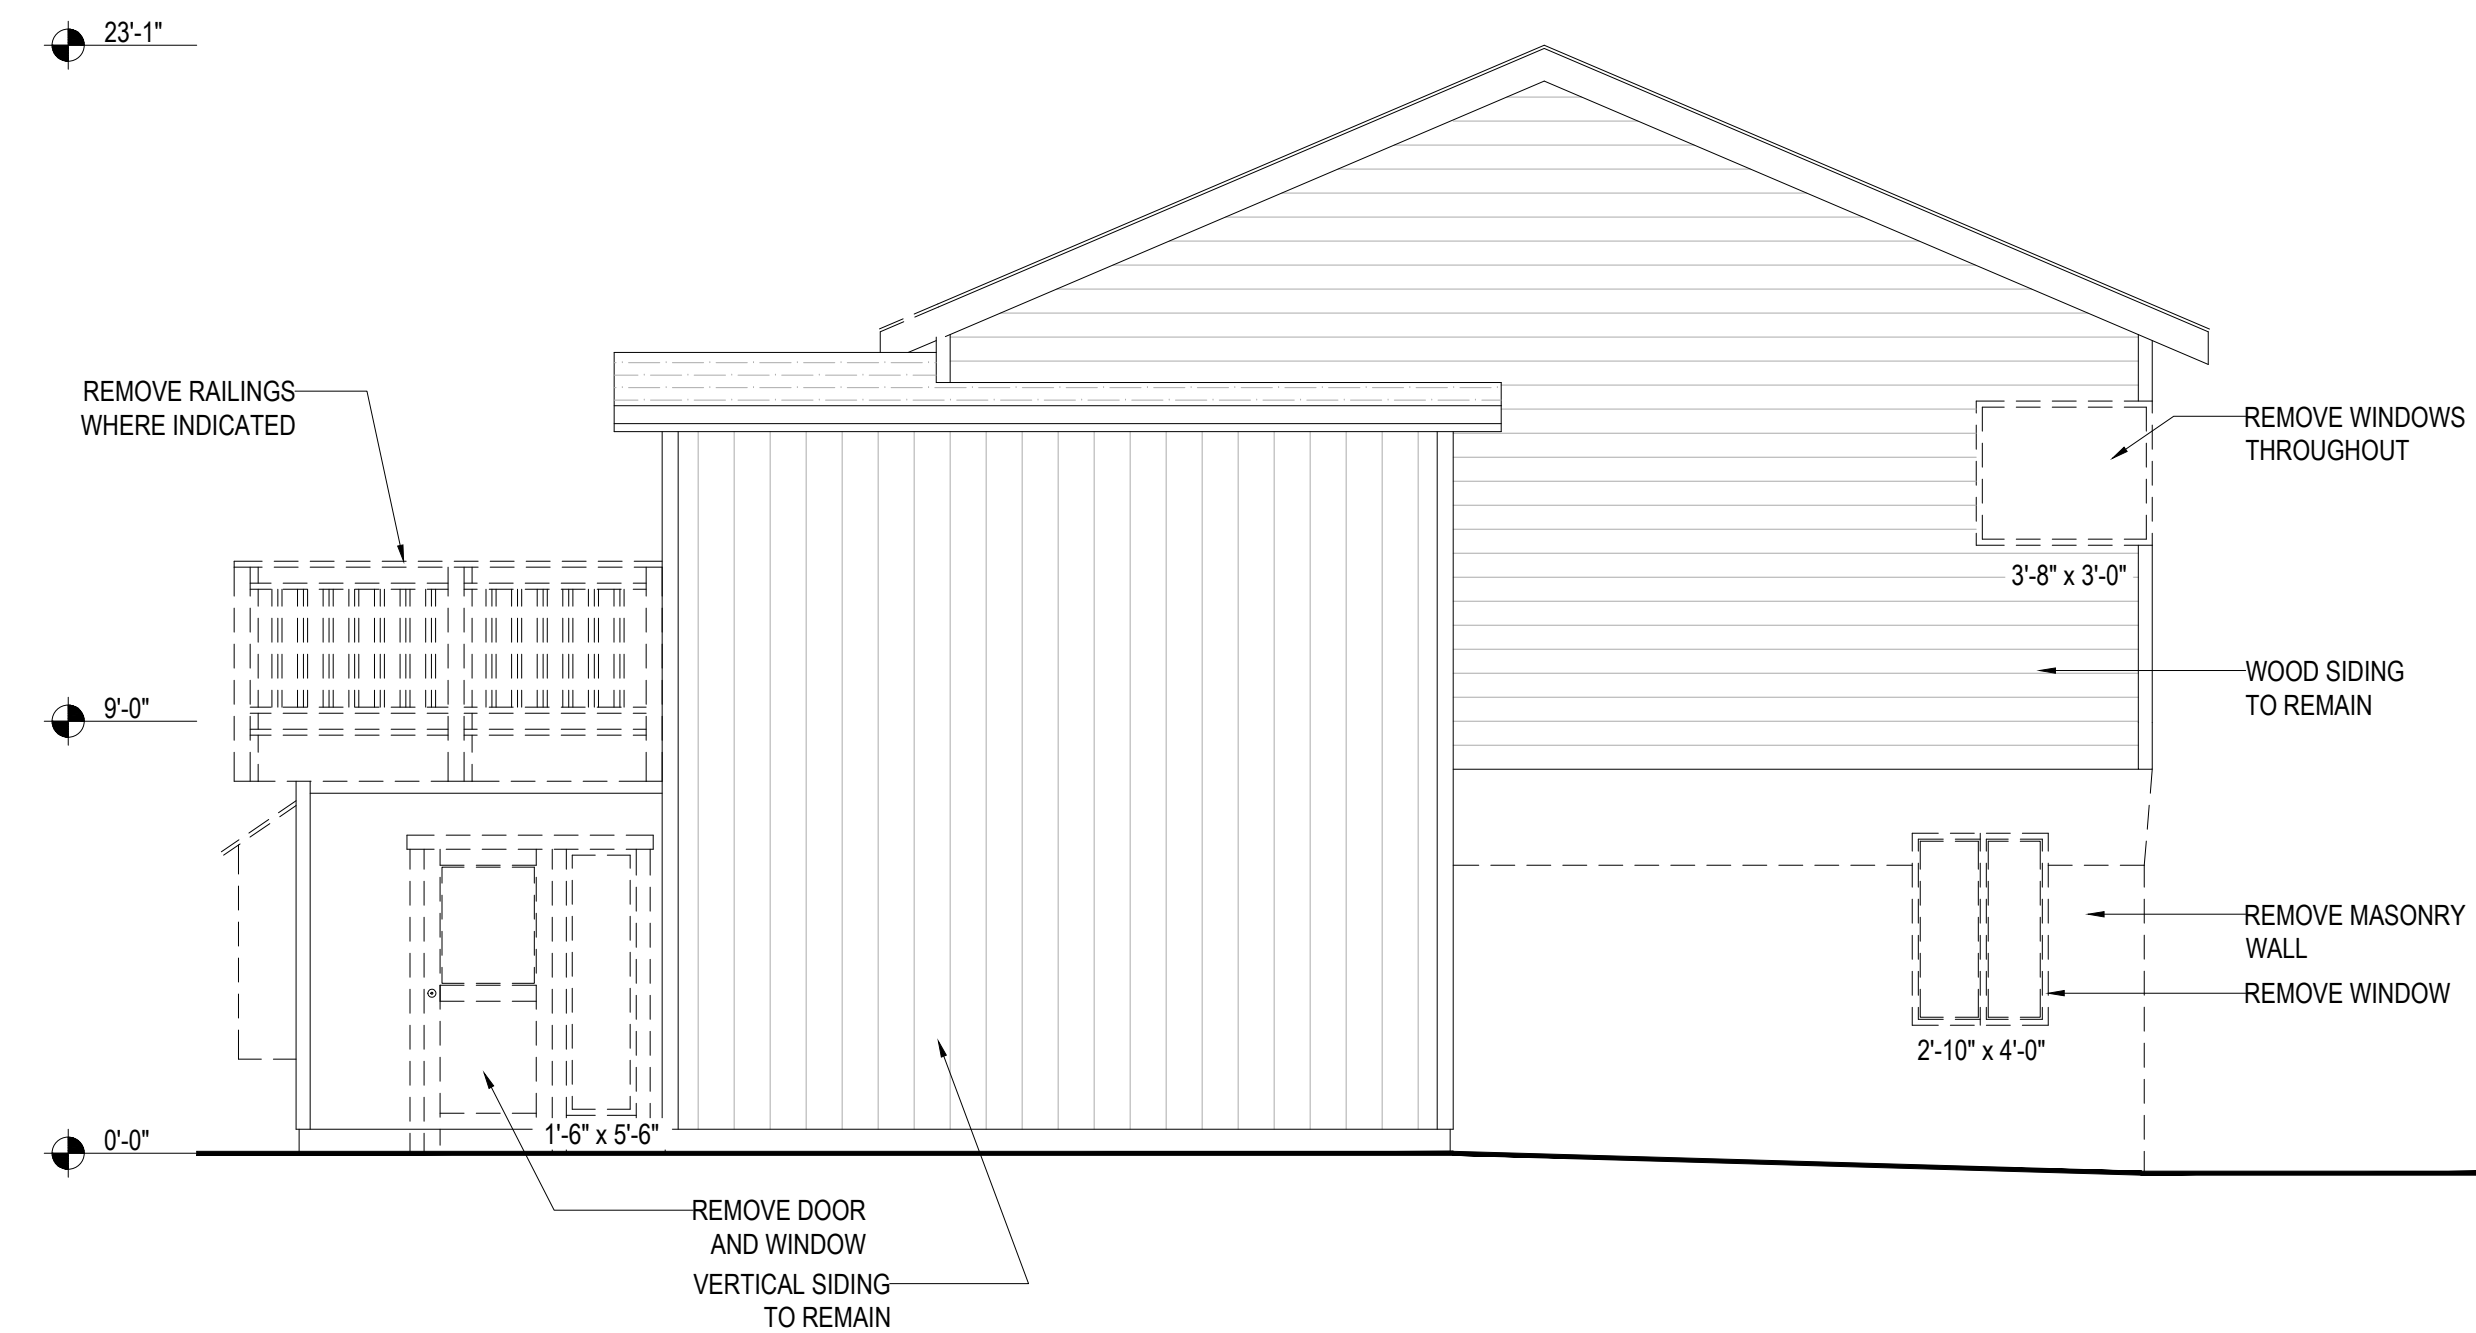 23'-1"
REMOVE RAILINGS
WHERE INDICATED
REMOVE WINDOWS
THROUGHOUT
3'-8" x 3'-0"
WOOD SIDING
TO REMAIN
9'-0"
REMOVE MASONRY
WALL
REMOVE WINDOW
2'-10" x 4'-0"
0'-0"
1'-6" x 5'-6"
REMOVE DOOR
AND WINDOW
VERTICAL SIDING
TO REMAIN